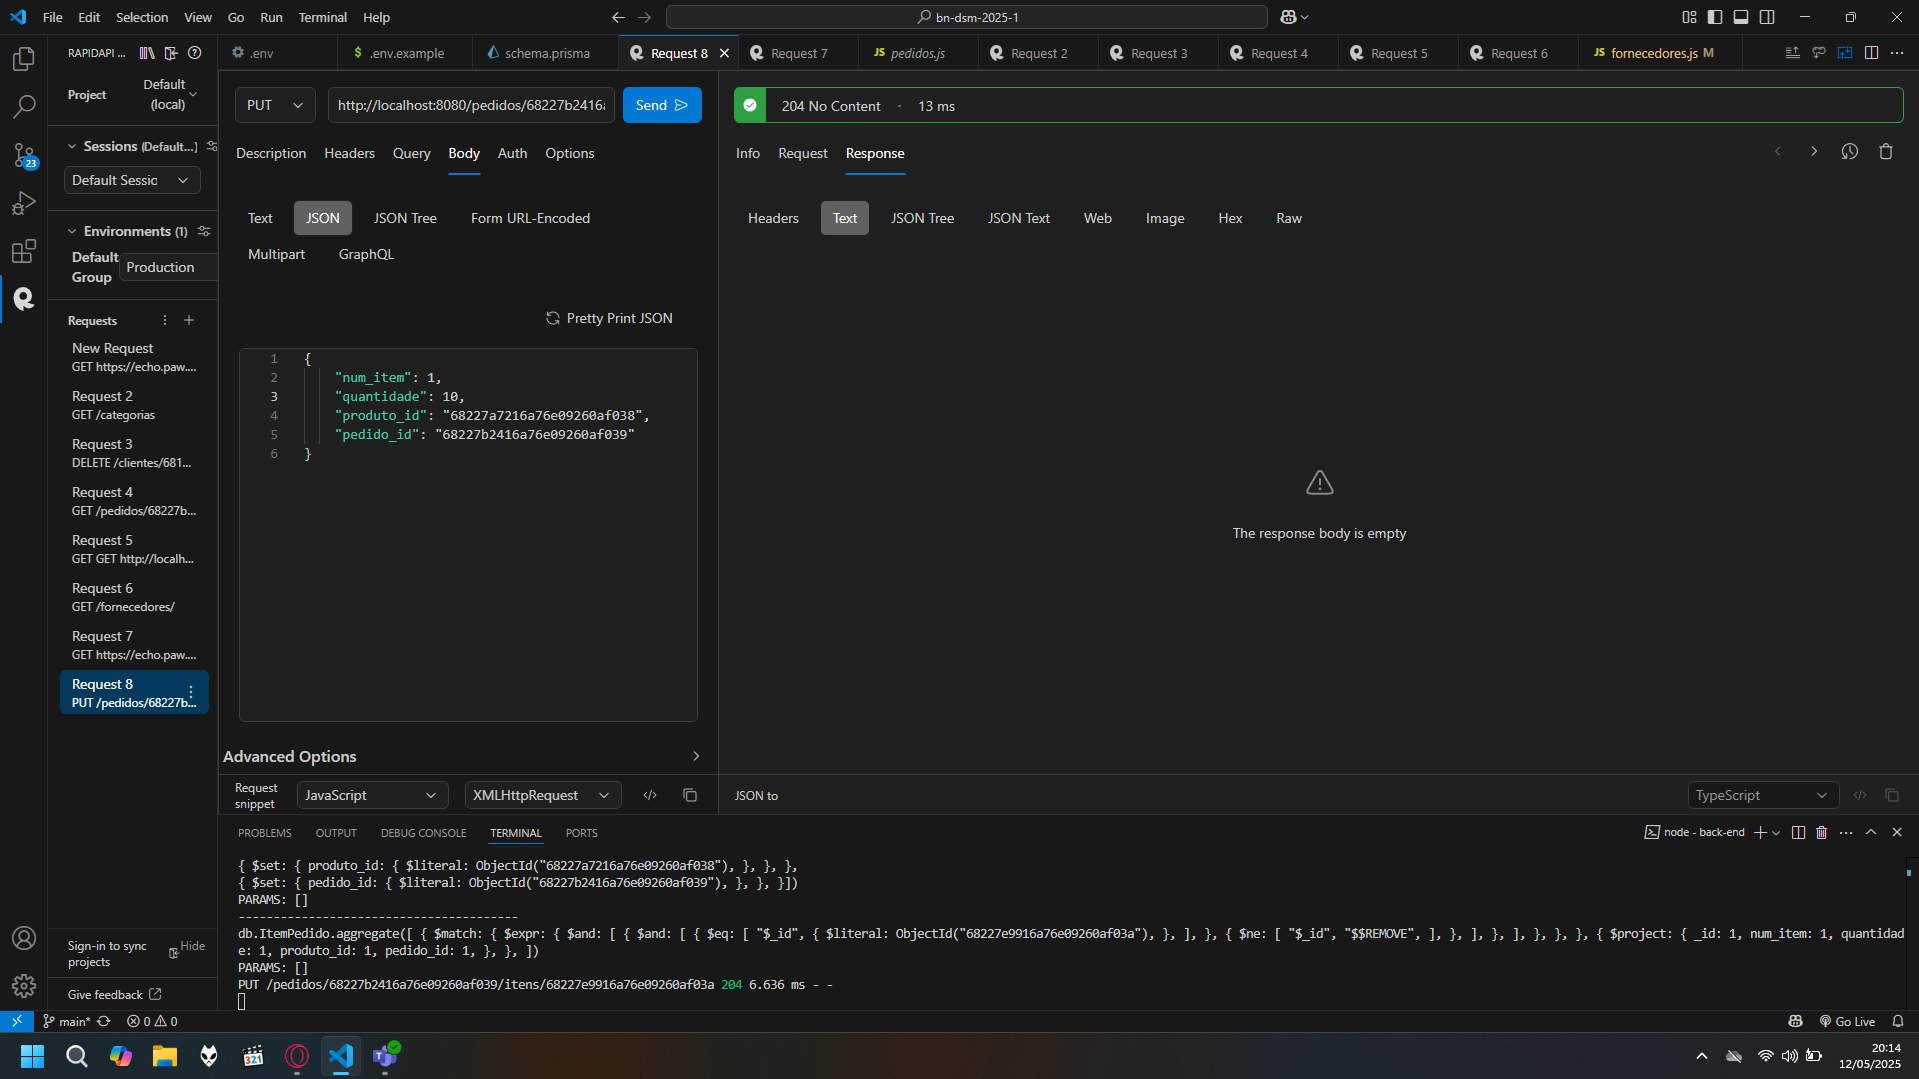 File Edit Selection View Go Run Terminal Help
bn-dsm-2025-1
RAPIDAPI ...
.env
.env.example
schema.prisma
Request 8
Request 7
JS pedidos.js
Request 2
Request 3
Request 4
Request 5
Request 6
JS fornecedores.js M
Project
Default (local)
Sessions (Default...)
Default Sessic
Environments (1)
Default Group
Production
Requests
New Request
GET https://echo.paw....
Request 2
GET /categorias
Request 3
DELETE /clientes/681...
Request 4
GET /pedidos/68227b...
Request 5
GET GET http://localh...
Request 6
GET /fornecedores/
Request 7
GET https://echo.paw....
Request 8
PUT /pedidos/68227b...
Sign-in to sync projects
Hide
Give feedback
PUT
http://localhost:8080/pedidos/68227b2416a
Send
Description Headers Query Body Auth Options
Text JSON JSON Tree Form URL-Encoded
Multipart GraphQL
Pretty Print JSON
1 {
2 "num_item": 1,
3 "quantidade": 10,
4 "produto_id": "68227a7216a76e09260af038",
5 "pedido_id": "68227b2416a76e09260af039"
6 }
Advanced Options
Request snippet
JavaScript
XMLHttpRequest
204 No Content · 13 ms
Info Request Response
Headers Text JSON Tree JSON Text Web Image Hex Raw
The response body is empty
JSON to
TypeScript
PROBLEMS OUTPUT DEBUG CONSOLE TERMINAL PORTS
node - back-end
{ $set: { produto_id: { $literal: ObjectId("68227a7216a76e09260af038"), }, }, },
{ $set: { pedido_id: { $literal: ObjectId("68227b2416a76e09260af039"), }, }, }])
PARAMS: []
----------------------------------------
db.ItemPedido.aggregate([ { $match: { $expr: { $and: [ { $and: [ { $eq: [ "$_id", { $literal: ObjectId("68227e9916a76e09260af03a"), }, ], }, { $ne: [ "$_id", "$$REMOVE", ], }, ], }, ], }, }, }, { $project: { _id: 1, num_item: 1, quantidad
e: 1, produto_id: 1, pedido_id: 1, }, }, ])
PARAMS: []
PUT /pedidos/68227b2416a76e09260af039/itens/68227e9916a76e09260af03a 204 6.636 ms - -
23
main*
0 0
Go Live
321
20:14
12/05/2025